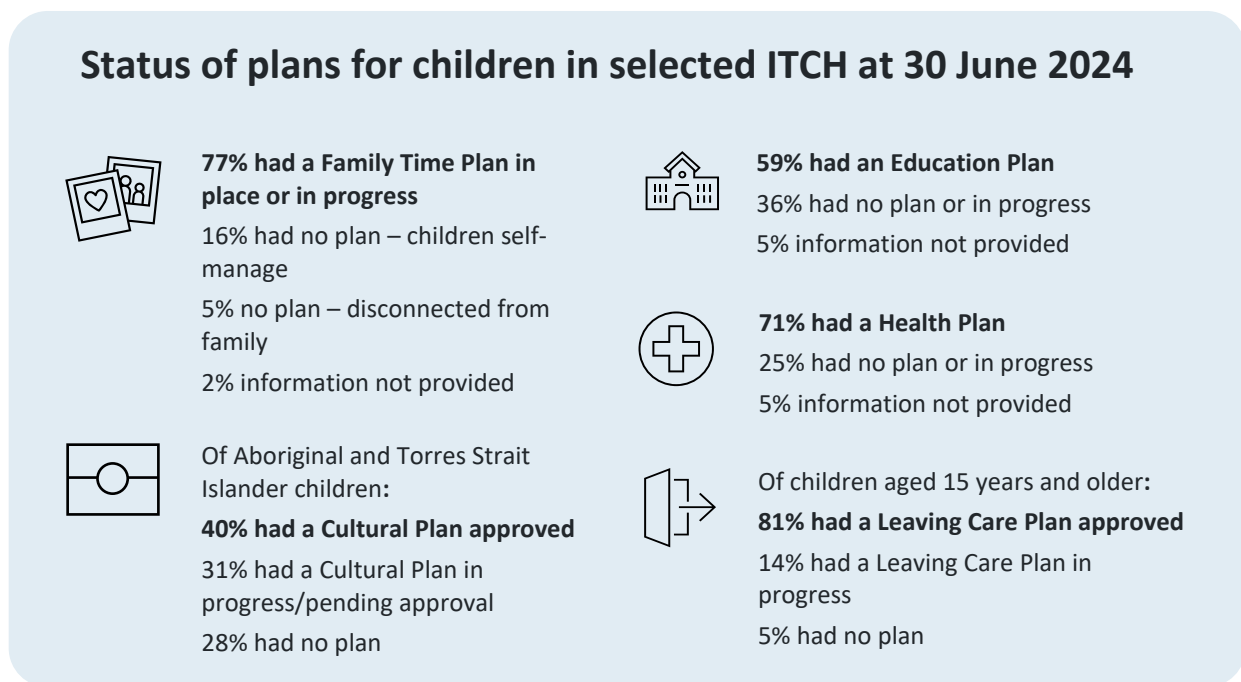 Status of plans for children in selected ITCH at 30 June 2024
77% had a Family Time Plan in
place or in progress
16% had no plan – children self-
manage
5% no plan – disconnected from
family
2% information not provided
Of Aboriginal and Torres Strait
Islander children:
40% had a Cultural Plan approved
31% had a Cultural Plan in
progress/pending approval
28% had no plan
59% had an Education Plan
36% had no plan or in progress
5% information not provided
71% had a Health Plan
25% had no plan or in progress
5% information not provided
Of children aged 15 years and older:
81% had a Leaving Care Plan approved
14% had a Leaving Care Plan in
progress
5% had no plan